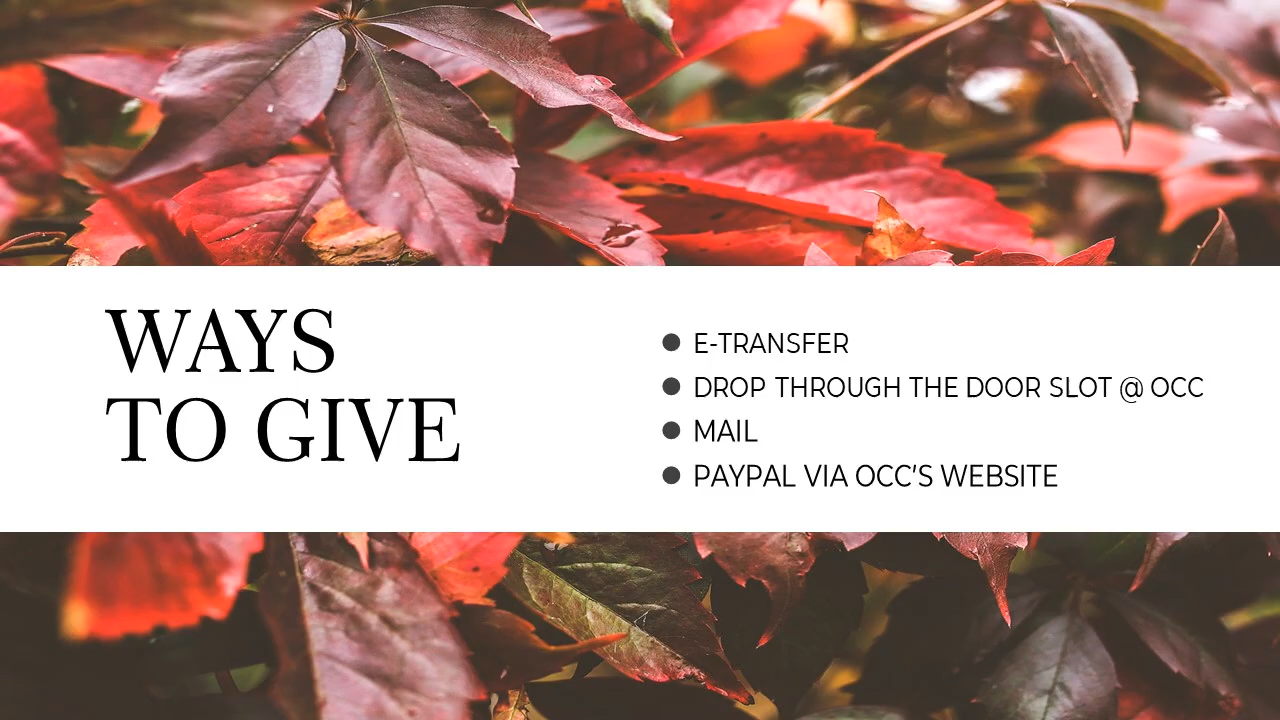 WAYS
TO GIVE
E-TRANSFER
DROP THROUGH THE DOOR SLOT @ OCC
MAIL
PAYPAL VIA OCC'S WEBSITE